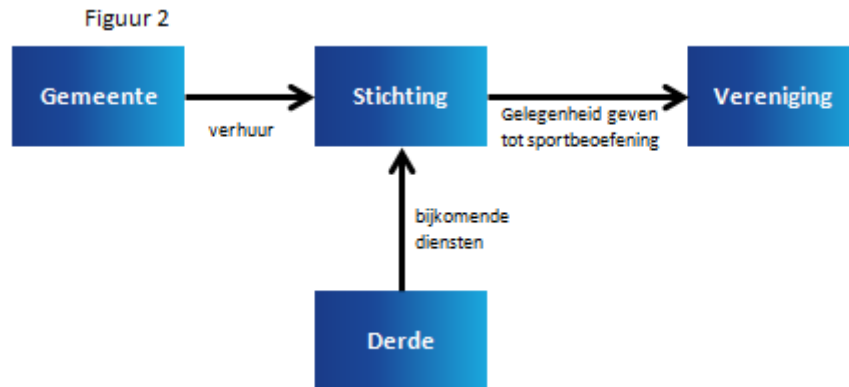 Figuur 2
Gemeente
verhuur
Stichting
Gelegenheid geven
tot sportbeoefening
Vereniging
bijkomende
diensten
Derde